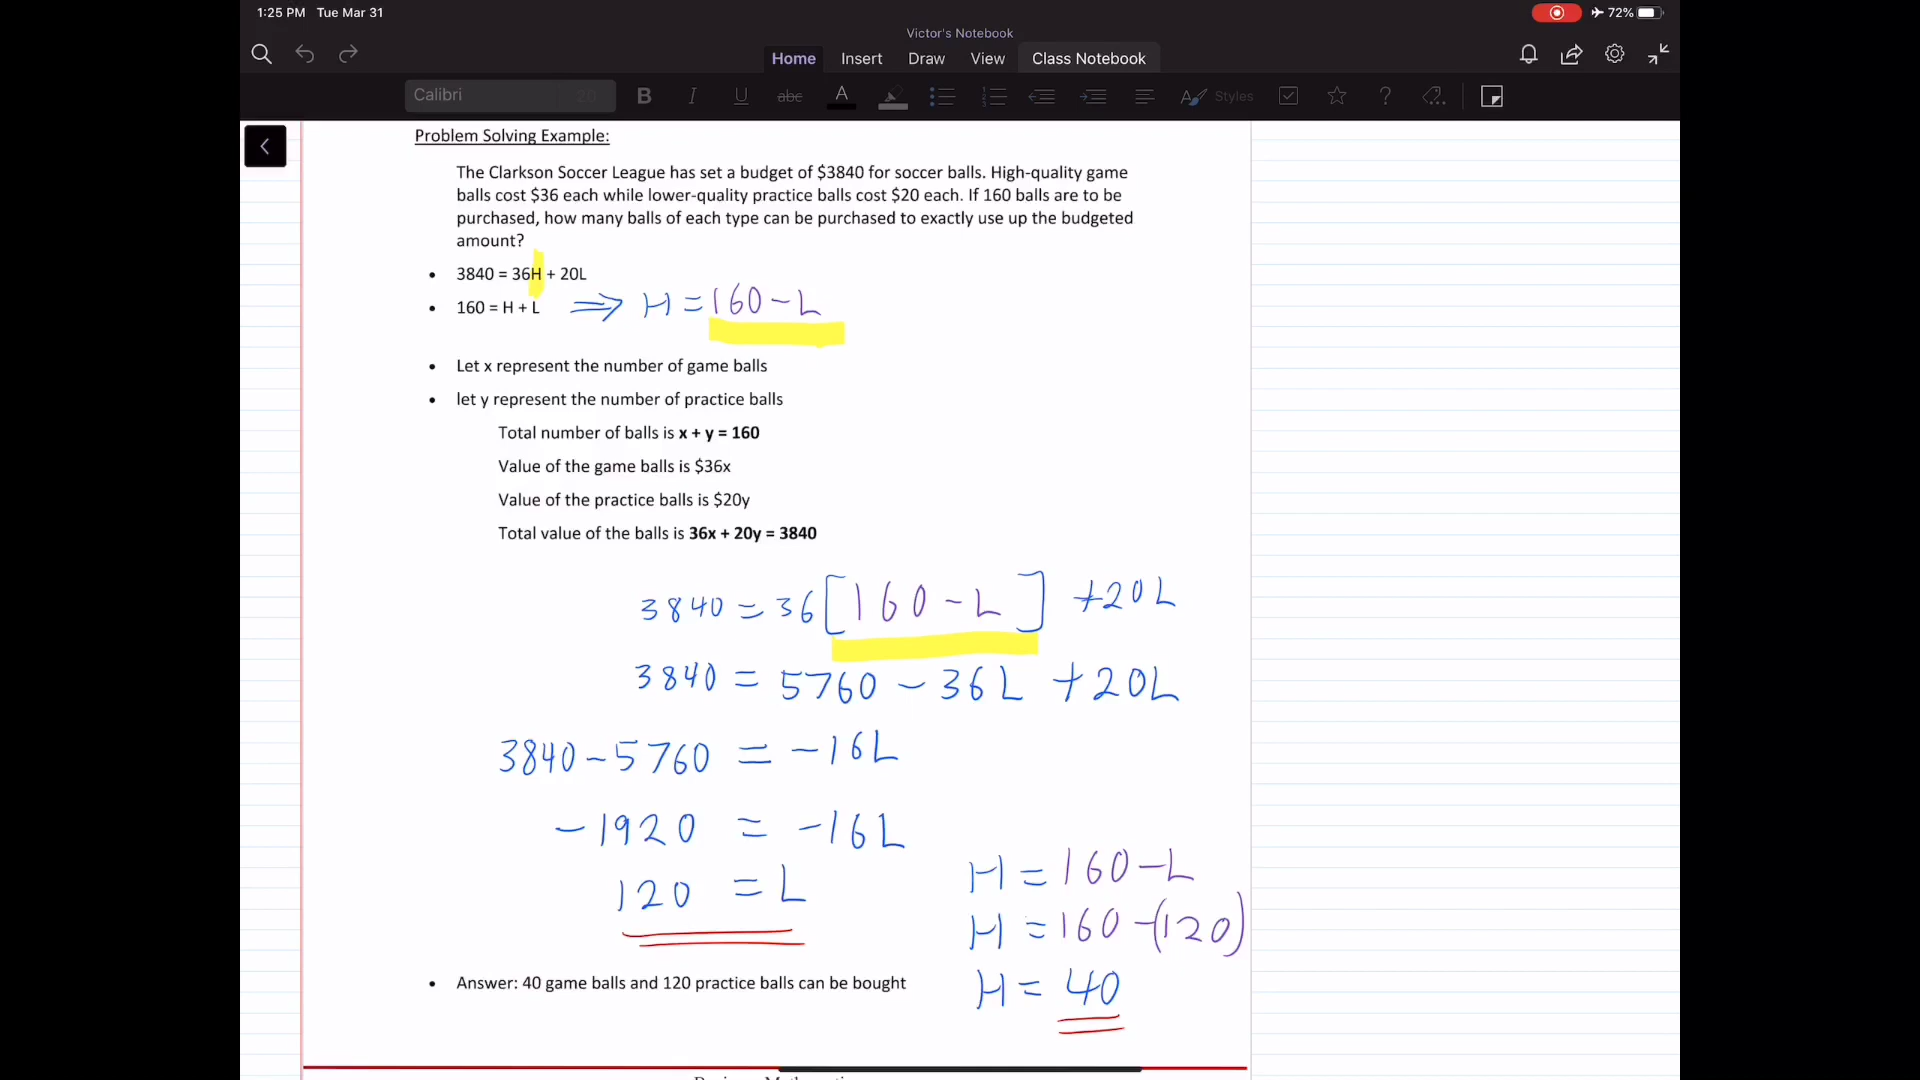 1:25 PM Tue Mar 31
72%
Victor's Notebook
Home Insert Draw View Class Notebook
Calibri 20 B I U abc A Styles ?
Problem Solving Example:
The Clarkson Soccer League has set a budget of $3840 for soccer balls. High-quality game
balls cost $36 each while lower-quality practice balls cost $20 each. If 160 balls are to be
purchased, how many balls of each type can be purchased to exactly use up the budgeted
amount?
• 3840 = 36H + 20L
• 160 = H + L ⇒ H = 160 - L
• Let x represent the number of game balls
• let y represent the number of practice balls
Total number of balls is x + y = 160
Value of the game balls is $36x
Value of the practice balls is $20y
Total value of the balls is 36x + 20y = 3840
3840 = 36 [160 - L] +20L
3840 = 5760 - 36L +20L
3840 - 5760 = -16L
-1920 = -16L
120 = L
H = 160 - L
H = 160 - (120)
H = 40
• Answer: 40 game balls and 120 practice balls can be bought